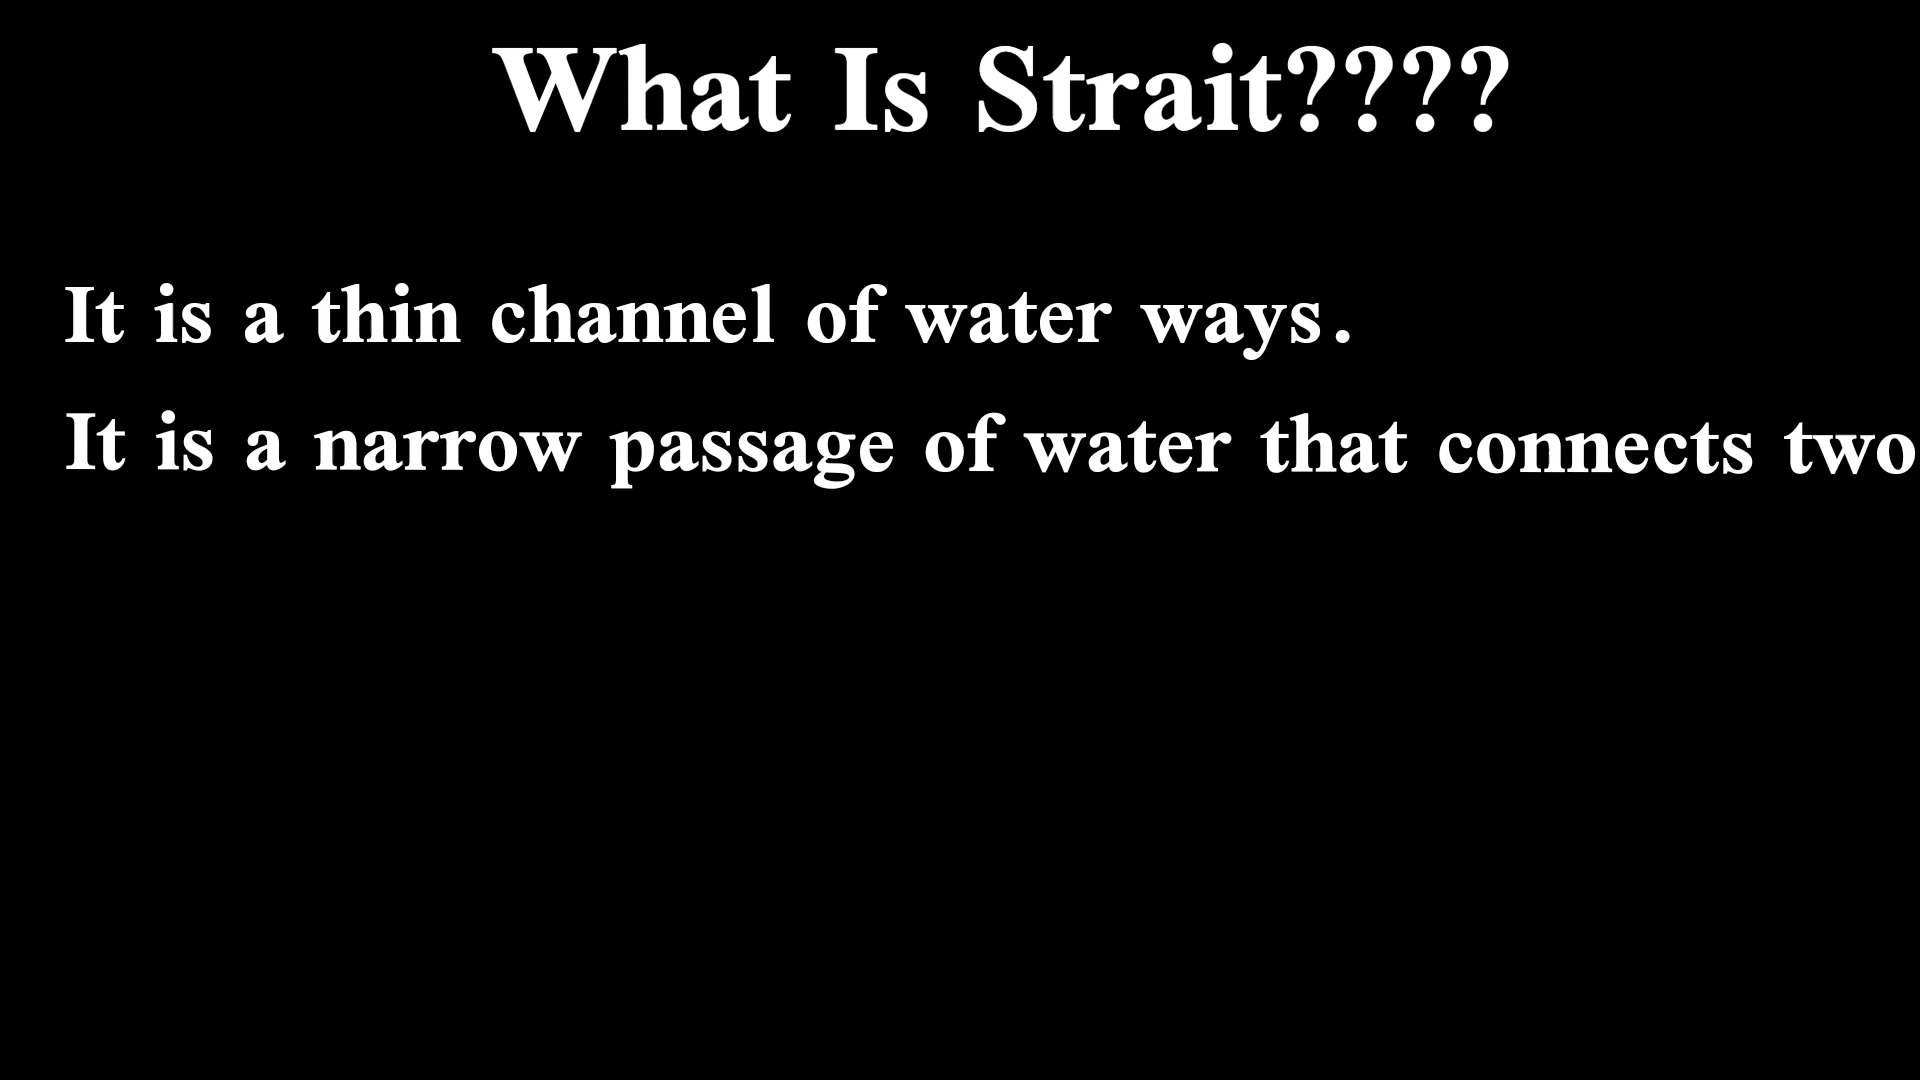 What Is Strait????
It is a thin channel of water ways.
It is a narrow passage of water that connects two